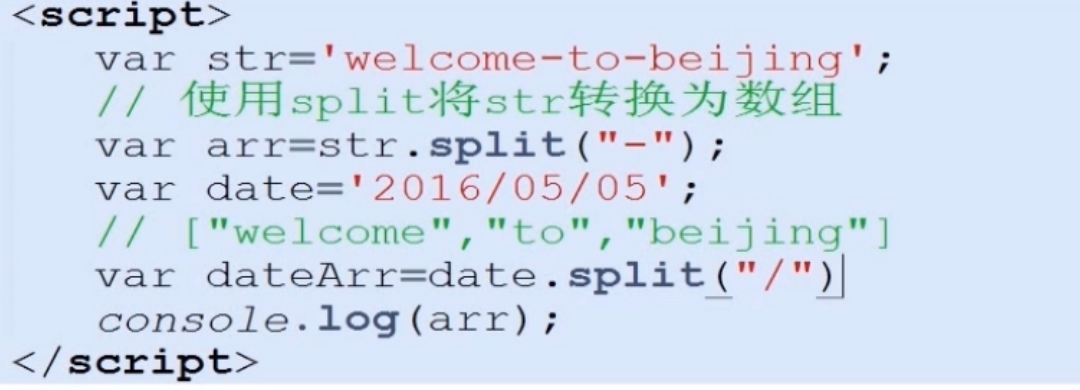 <script>
var str='welcome-to-beijing';
// 使用split将str转换为数组
var arr=str.split("-");
var date='2016/05/05';
// ["welcome","to","beijing"]
var dateArr=date.split("/")
console.log(arr);
</script>